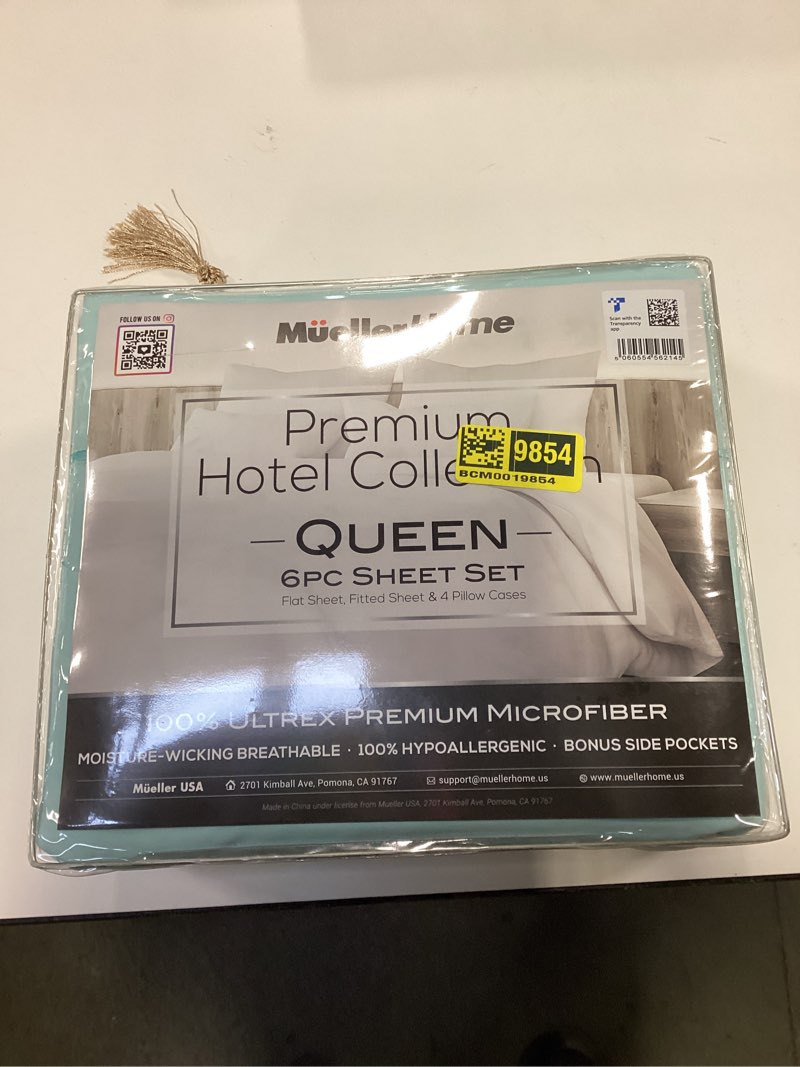 FOLLOW US ON
MüellerHome
Scan with the
Transparency
app
6060554562145
Premium
Hotel Colle n
9854
BCM0019854
QUEEN
6PC SHEET SET
Flat Sheet, Fitted Sheet & 4 Pillow Cases
100% ULTREX PREMIUM MICROFIBER
MOISTURE-WICKING BREATHABLE · 100% HYPOALLERGENIC · BONUS SIDE POCKETS
Müeller USA 2701 Kimball Ave, Pomona, CA 91767 support@muellerhome.us www.muellerhome.us
Made in China under license from Mueller USA, 2701 Kimball Ave, Pomona, CA 91767